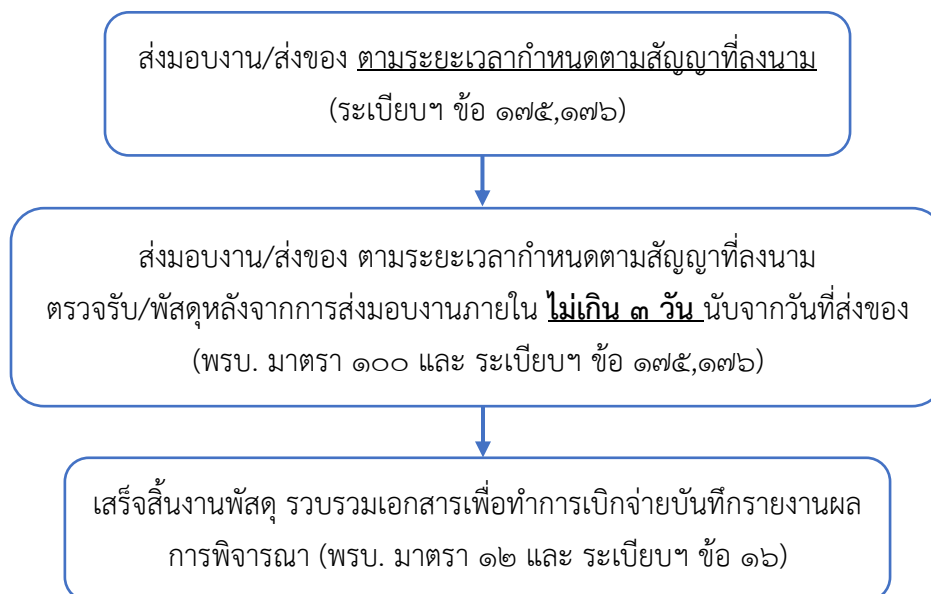 ส่งมอบงาน/ส่งของ ตามระยะเวลากำหนดตามสัญญาที่ลงนาม
(ระเบียบฯ ข้อ ๑๗๕,๑๗๖)
ส่งมอบงาน/ส่งของ ตามระยะเวลากำหนดตามสัญญาที่ลงนาม
ตรวจรับ/พัสดุหลังจากการส่งมอบงานภายใน ไม่เกิน ๓ วัน นับจากวันที่ส่งของ
(พรบ. มาตรา ๑๐๐ และ ระเบียบฯ ข้อ ๑๗๕,๑๗๖)
เสร็จสิ้นงานพัสดุ รวบรวมเอกสารเพื่อทำการเบิกจ่ายบันทึกรายงานผล
การพิจารณา (พรบ. มาตรา ๑๒ และ ระเบียบฯ ข้อ ๑๖)